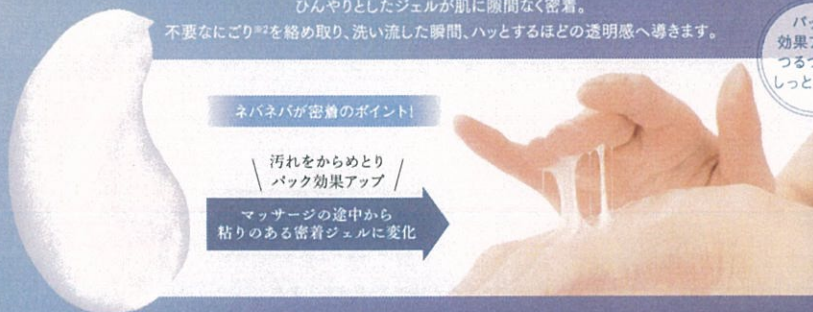 ひんやりとしたジェルが肌に隙間なく密着。
不要なにごり※2を絡め取り、洗い流した瞬間、ハッとするほどの透明感へ導きます。
ネバネバが密着のポイント!
汚れをからめとり
パック効果アップ
マッサージの途中から
粘りのある密着ジェルに変化
効果
つる
しっと